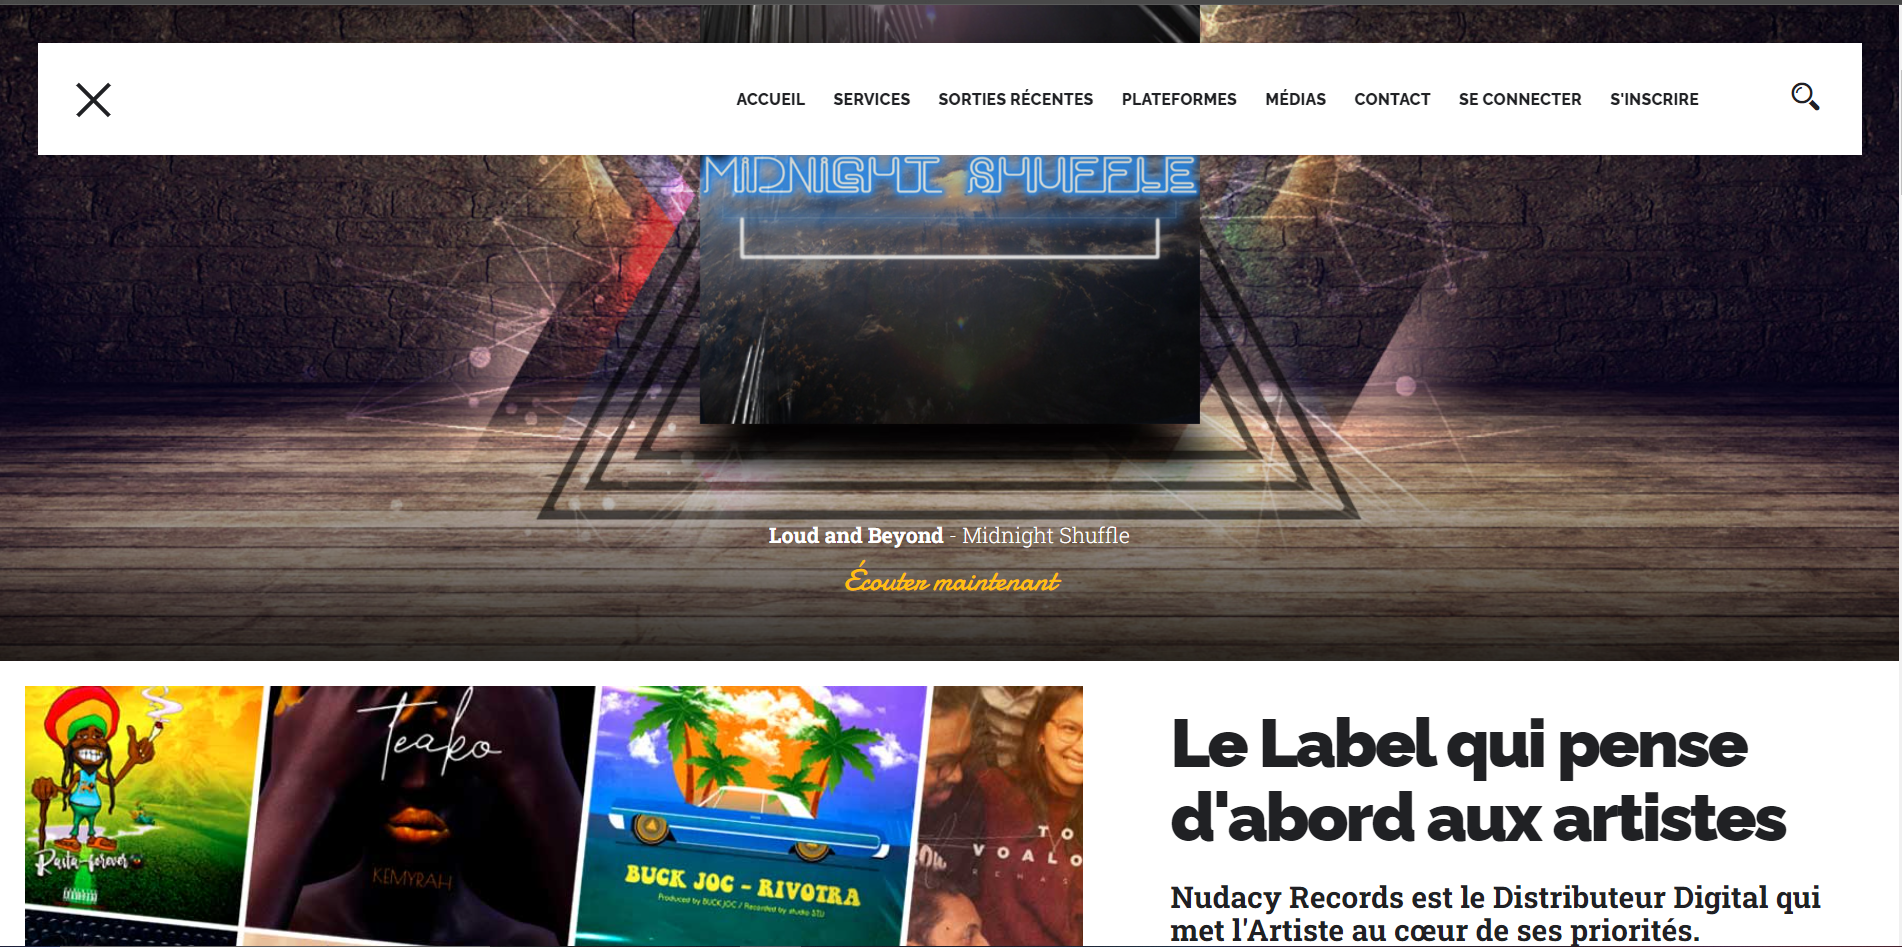 ACCUEIL SERVICES SORTIES RÉCENTES PLATEFORMES MÉDIAS CONTACT SE CONNECTER S'INSCRIRE
MIDNIGHT SHUFFLE
Loud and Beyond - Midnight Shuffle
Écouter maintenant
Rasta-forever
Teako
KEMYRAH
BUCK JOC - RIVOTRA
Produced by BUCK JOC / Recorded by studio STU
TO
VOALO
Le Label qui pense
d'abord aux artistes
Nudacy Records est le Distributeur Digital qui
met l'Artiste au cœur de ses priorités.